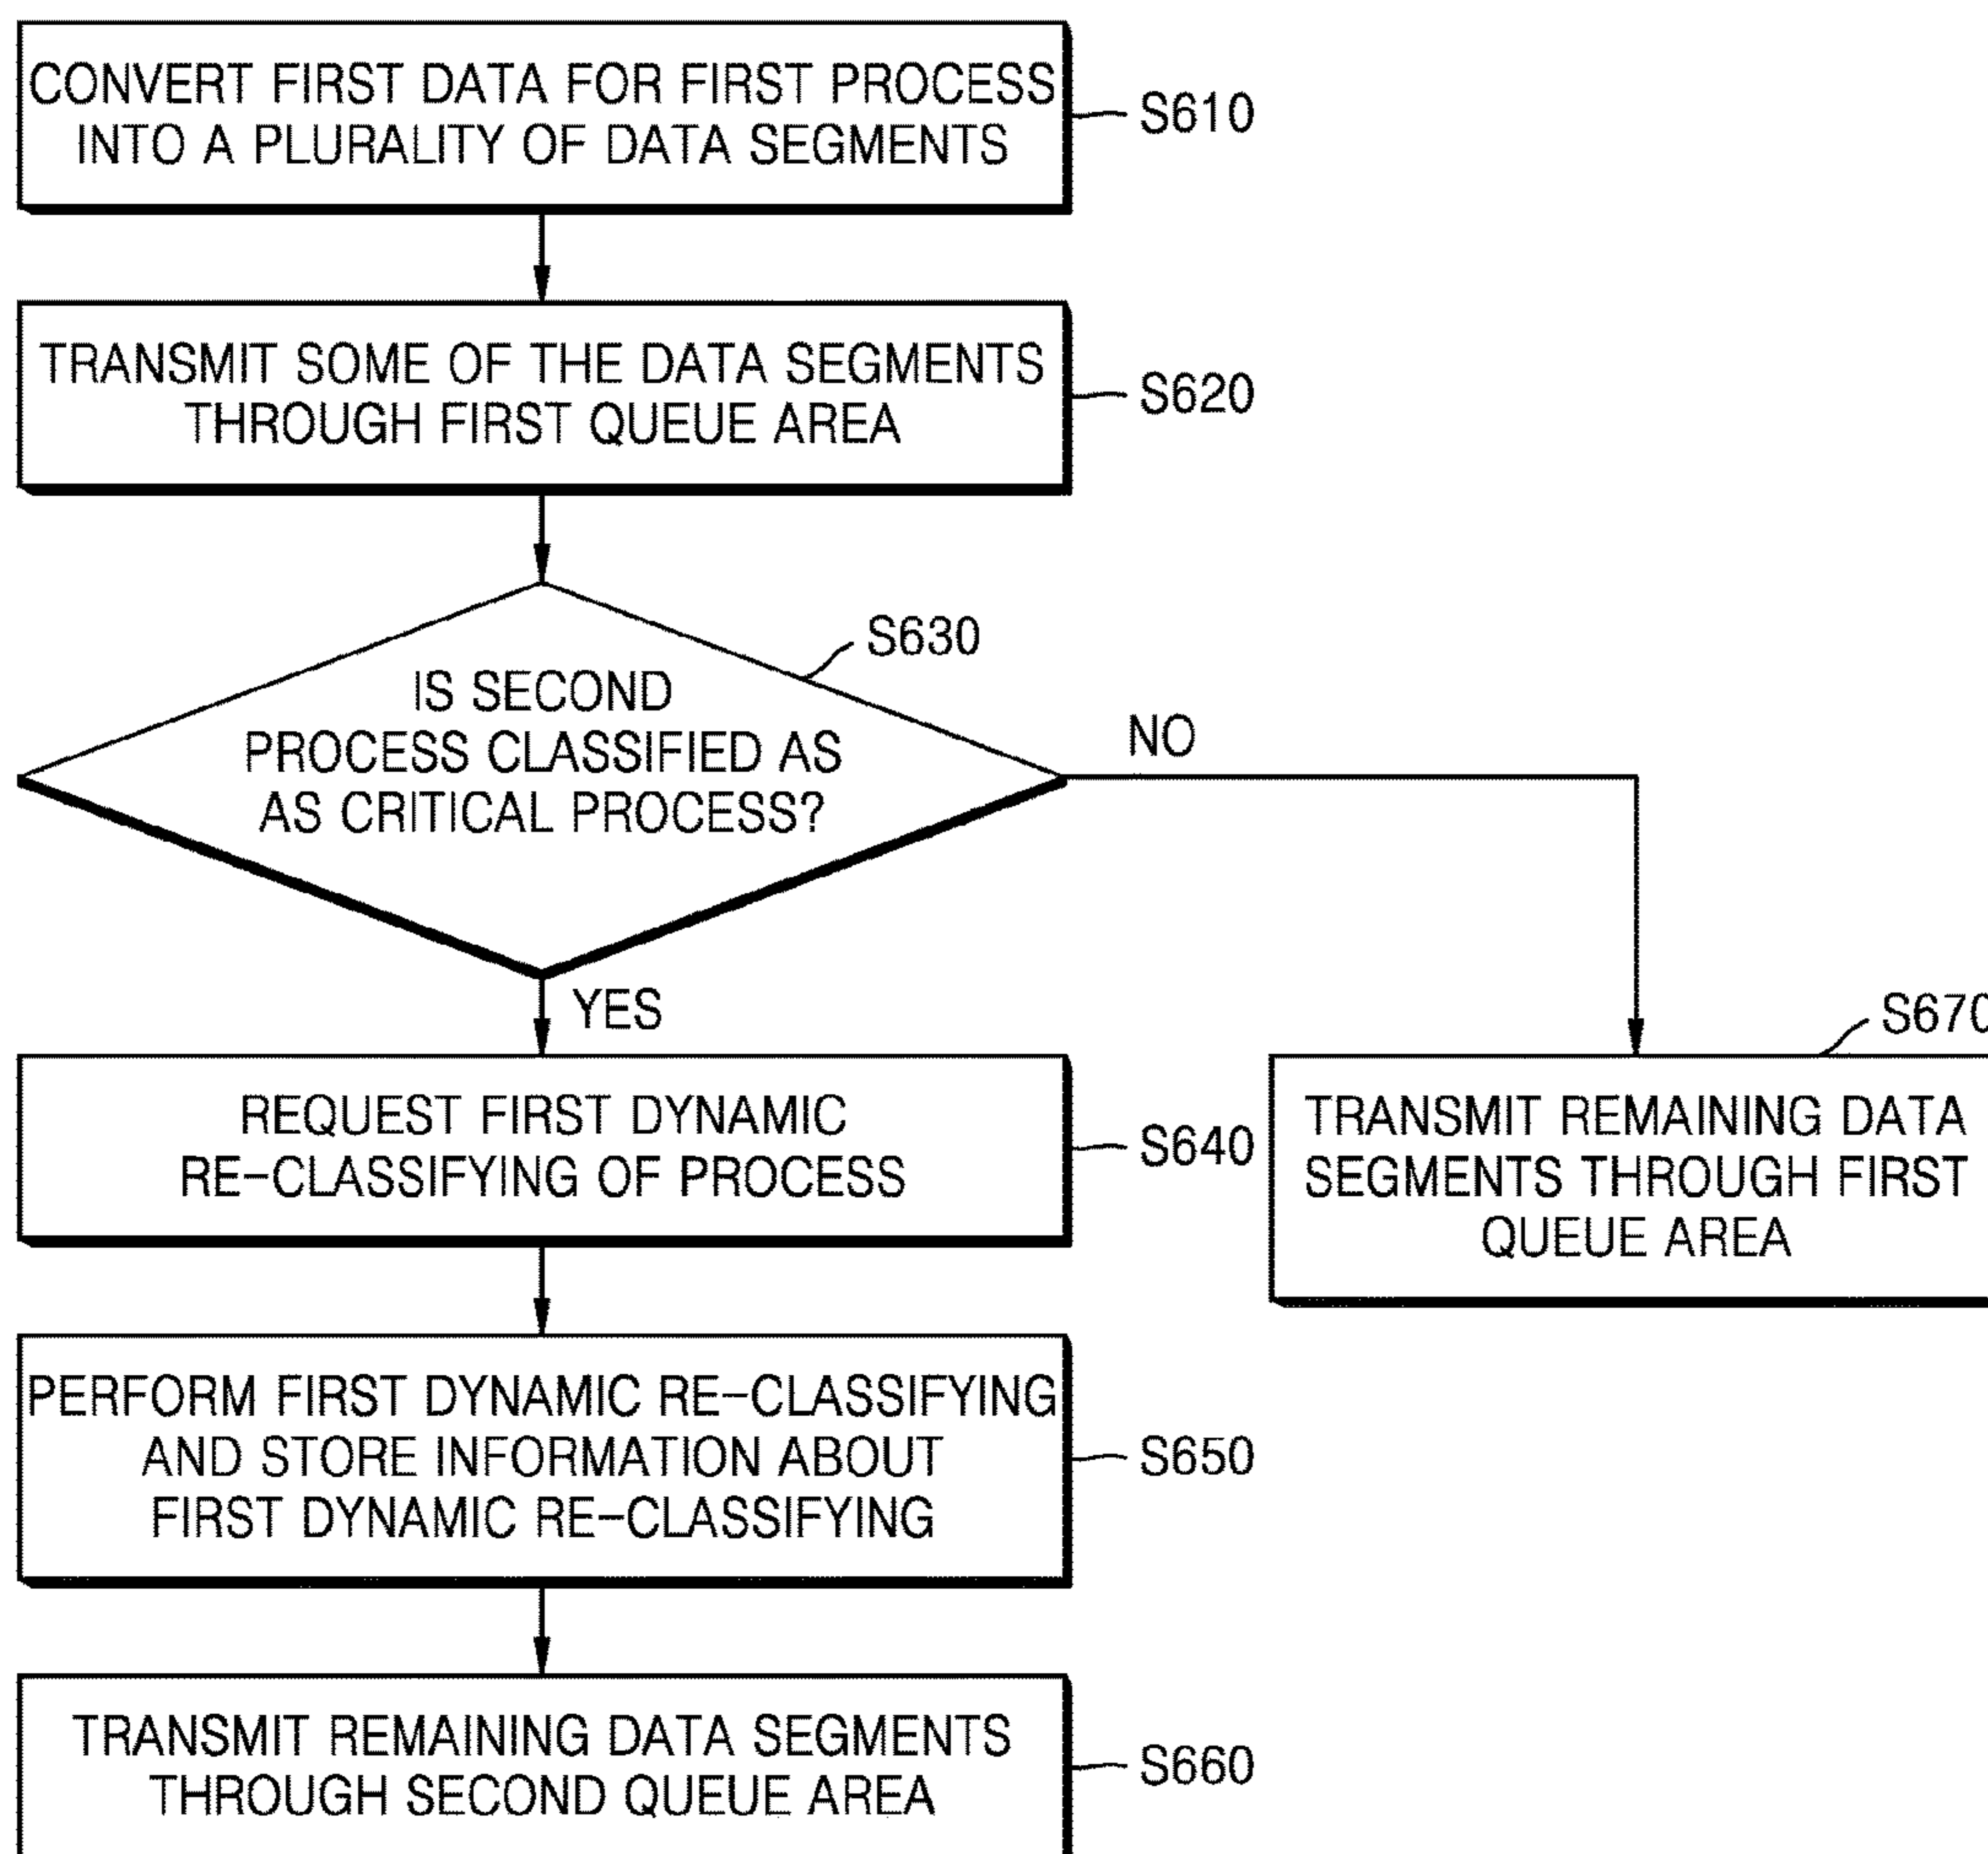 CONVERT FIRST DATA FOR FIRST PROCESS
INTO A PLURALITY OF DATA SEGMENTS
S610
TRANSMIT SOME OF THE DATA SEGMENTS
THROUGH FIRST QUEUE AREA
S620
S630
IS SECOND
PROCESS CLASSIFIED AS
AS CRITICAL PROCESS?
NO
YES
REQUEST FIRST DYNAMIC
RE-CLASSIFYING OF PROCESS
S640
S670
TRANSMIT REMAINING DATA
SEGMENTS THROUGH FIRST
QUEUE AREA
PERFORM FIRST DYNAMIC RE-CLASSIFYING
AND STORE INFORMATION ABOUT
FIRST DYNAMIC RE-CLASSIFYING
S650
TRANSMIT REMAINING DATA SEGMENTS
THROUGH SECOND QUEUE AREA
S660